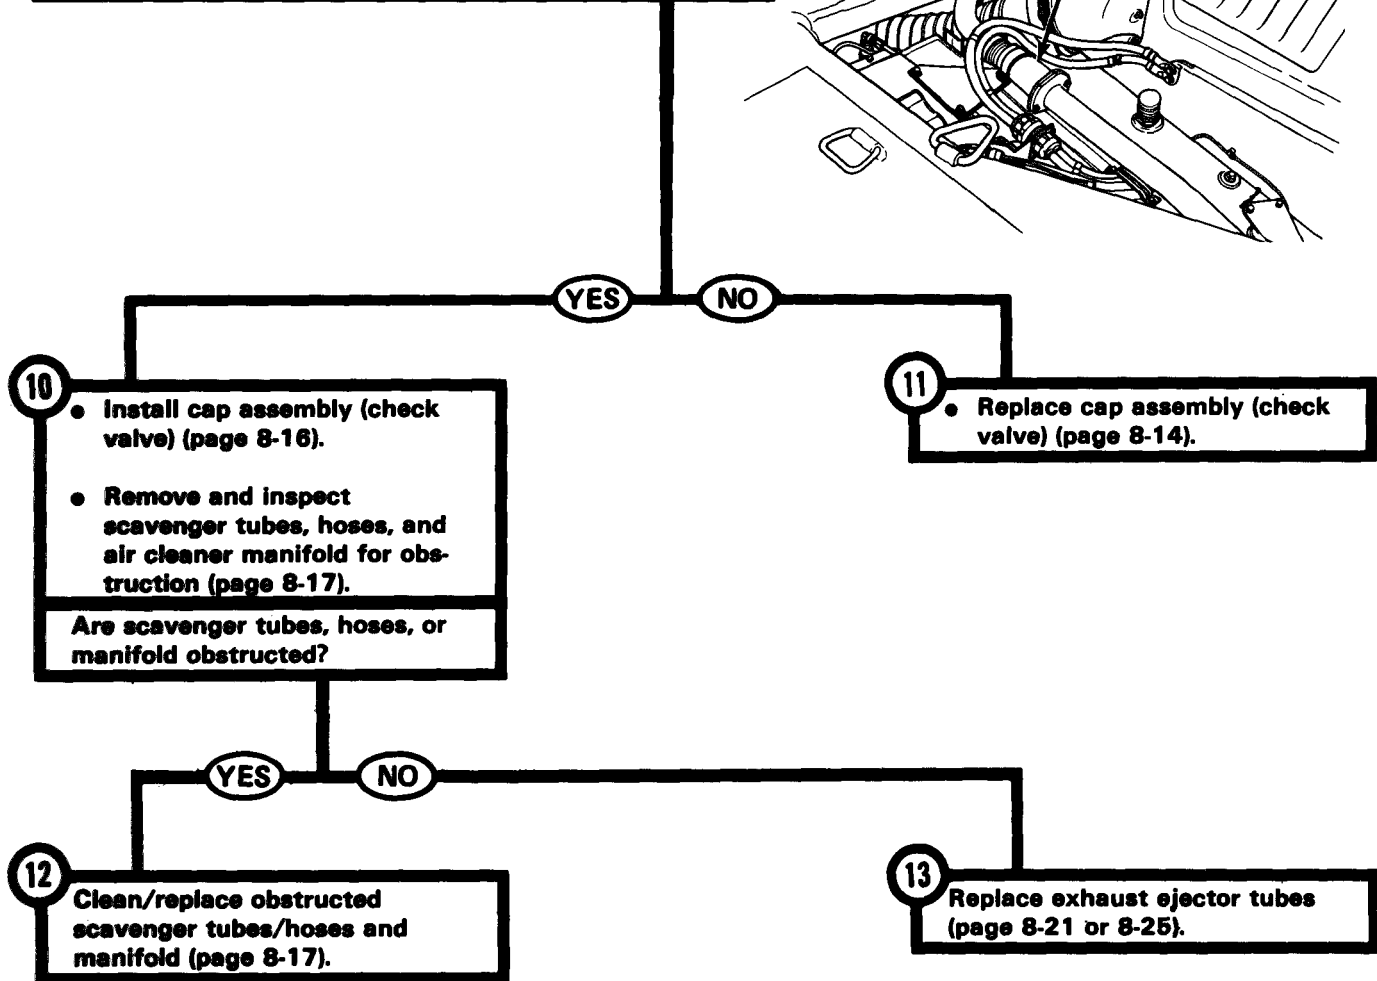 YES
NO
10
• Install cap assembly (check
valve) (page 8-16).
• Remove and inspect
scavenger tubes, hoses, and
air cleaner manifold for obs-
truction (page 8-17).
Are scavenger tubes, hoses, or
manifold obstructed?
11
• Replace cap assembly (check
valve) (page 8-14).
YES
NO
12
Clean/replace obstructed
scavenger tubes/hoses and
manifold (page 8-17).
13
Replace exhaust ejector tubes
(page 8-21 or 8-25).